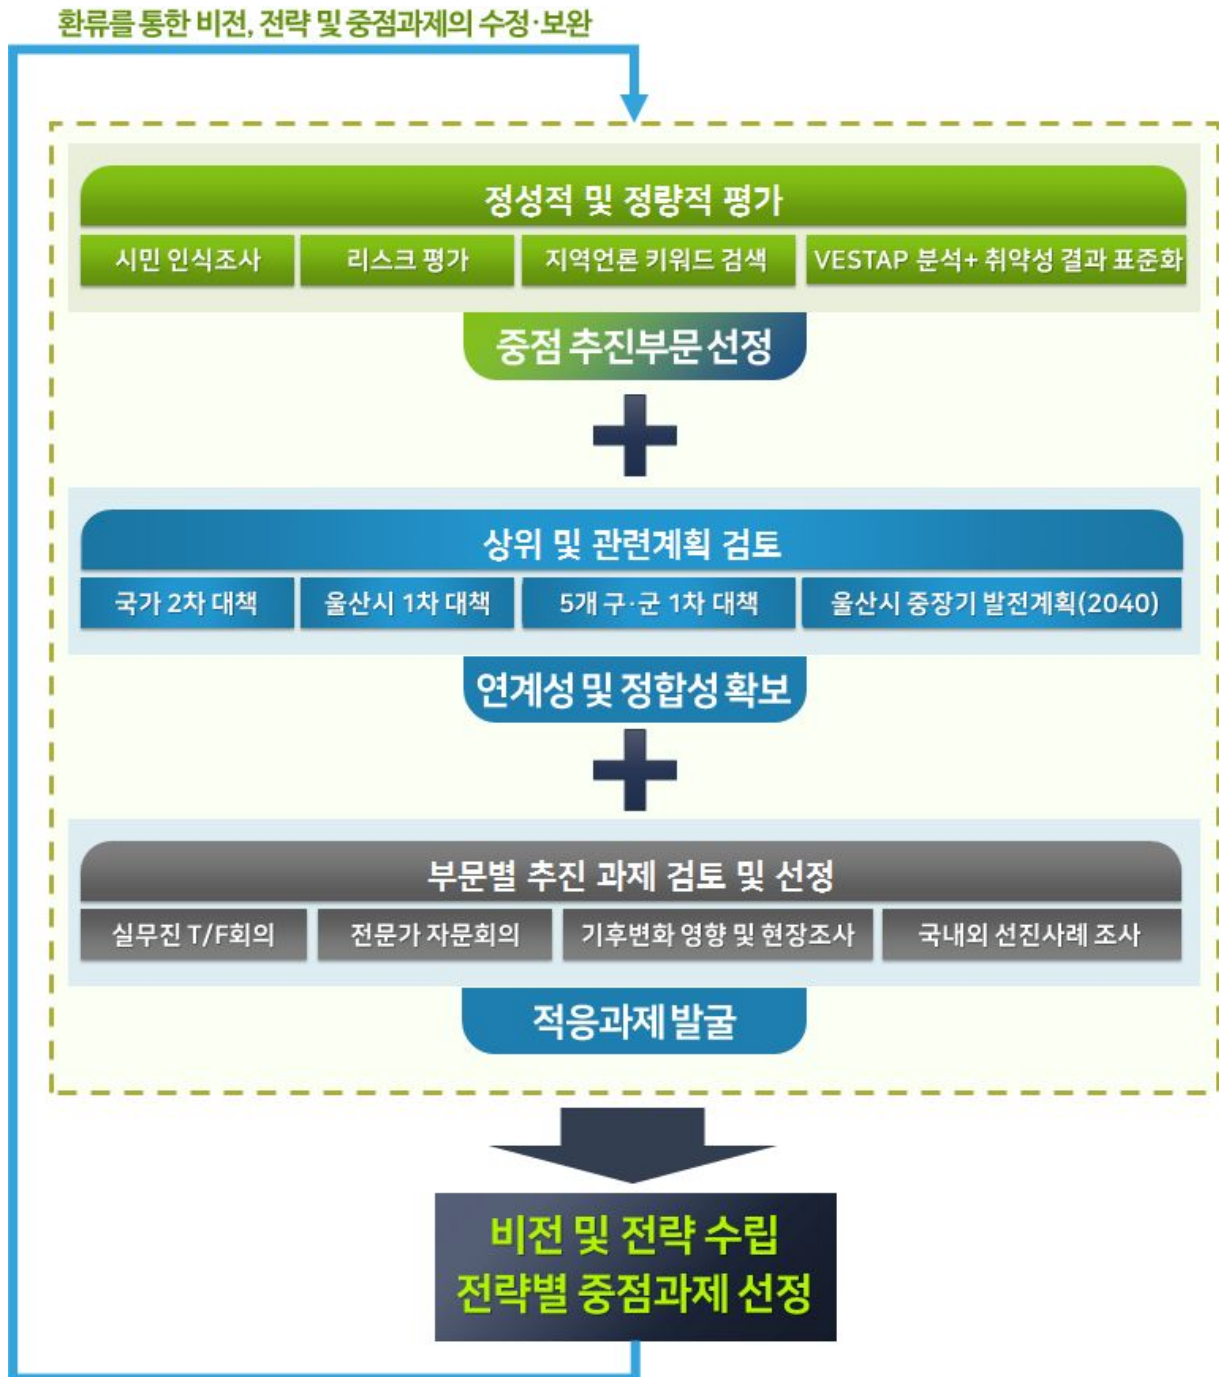 환류를 통한 비전, 전략 및 중점과제의 수정·보완
정성적 및 정량적 평가
시민 인식조사
리스크 평가
지역언론 키워드 검색
VESTAP 분석+ 취약성 결과 표준화
중점 추진부문 선정
상위 및 관련계획 검토
국가 2차 대책
울산시 1차 대책
5개 구·군 1차 대책
울산시 중장기 발전계획(2040)
연계성 및 정합성 확보
부문별 추진 과제 검토 및 선정
실무진 T/F회의
전문가 자문회의
기후변화 영향 및 현장조사
국내외 선진사례 조사
적응과제 발굴
비전 및 전략 수립
전략별 중점과제 선정